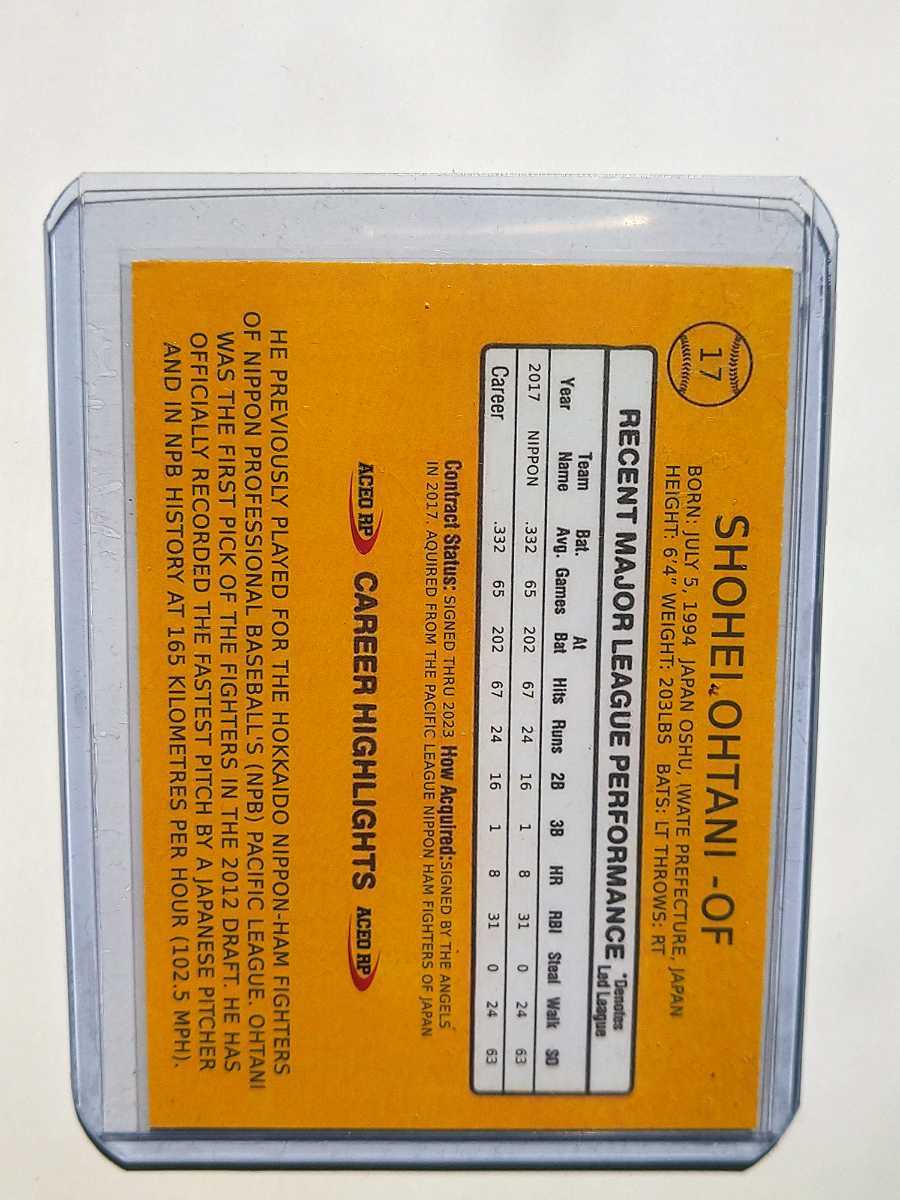 17
SHOHEI OHTANI -OF
BORN: JULY 5, 1994 JAPAN OSHU, IWATE PREFECTURE, JAPAN
HEIGHT: 6'4" WEIGHT: 203LBS BATS: LT THROWS: RT
RECENT MAJOR LEAGUE PERFORMANCE *Denotes Led League
Year Team Name Bat. Avg. Games At Bat Hits Runs 2B 3B HR RBI Steal Walk SO
2017 NIPPON .332 65 202 67 24 16 1 8 31 0 24 63
Career .332 65 202 67 24 16 1 8 31 0 24 63
Contract Status: SIGNED THRU 2023 How Acquired:SIGNED BY THE ANGELS
IN 2017. AQUIRED FROM THE PACIFIC LEAGUE NIPPON HAM FIGHTERS OF JAPAN
ACEO RP CAREER HIGHLIGHTS ACEO RP
HE PREVIOUSLY PLAYED FOR THE HOKKAIDO NIPPON-HAM FIGHTERS
OF NIPPON PROFESSIONAL BASEBALL'S (NPB) PACIFIC LEAGUE. OHTANI
WAS THE FIRST PICK OF THE FIGHTERS IN THE 2012 DRAFT. HE HAS
OFFICIALLY RECORDED THE FASTEST PITCH BY A JAPANESE PITCHER
AND IN NPB HISTORY AT 165 KILOMETRES PER HOUR (102.5 MPH).